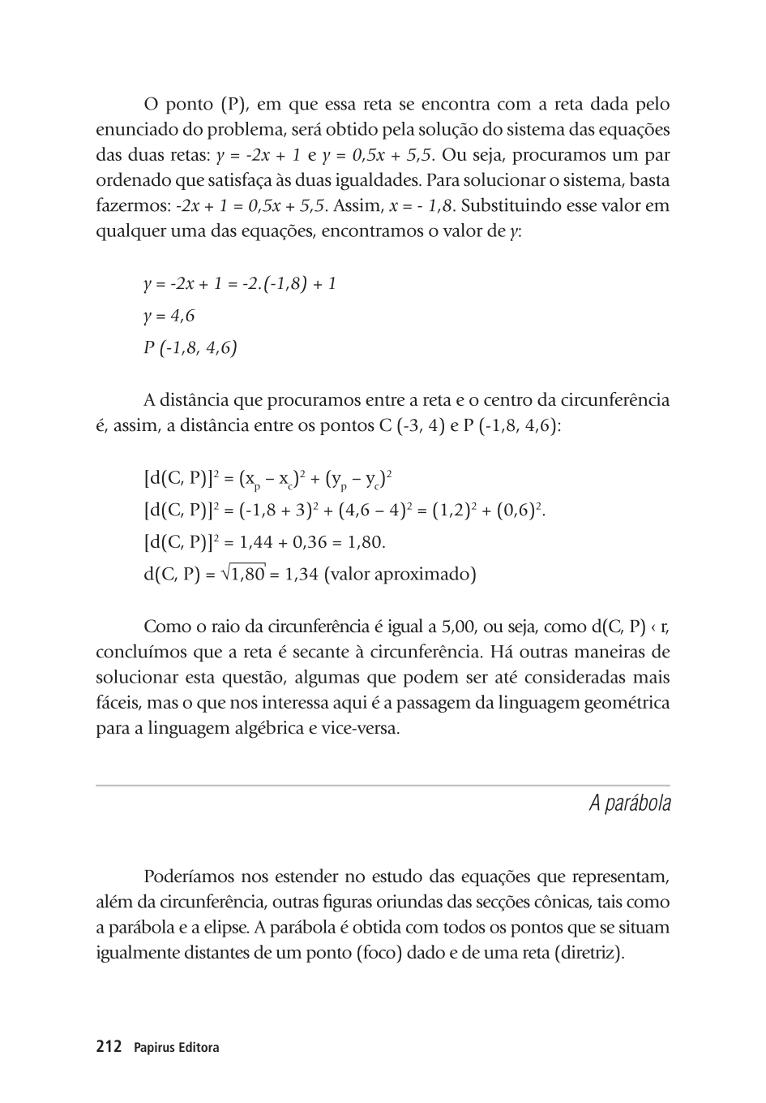 O ponto (P), em que essa reta se encontra com a reta dada pelo
enunciado do problema, será obtido pela solução do sistema das equações
das duas retas: y = -2x + 1 e y = 0,5x + 5,5. Ou seja, procuramos um par
ordenado que satisfaça às duas igualdades. Para solucionar o sistema, basta
fazermos: -2x + 1 = 0,5x + 5,5. Assim, x = - 1,8. Substituindo esse valor em
qualquer uma das equações, encontramos o valor de y:
y = -2x + 1 = -2.(-1,8) + 1
y = 4,6
P (-1,8, 4,6)
A distância que procuramos entre a reta e o centro da circunferência
é, assim, a distância entre os pontos C (-3, 4) e P (-1,8, 4,6):
[d(C, P)]² = (xₚ – x꜀)² + (yₚ – y꜀)²
[d(C, P)]² = (-1,8 + 3)² + (4,6 – 4)² = (1,2)² + (0,6)².
[d(C, P)]² = 1,44 + 0,36 = 1,80.
d(C, P) = √1,80 = 1,34 (valor aproximado)
Como o raio da circunferência é igual a 5,00, ou seja, como d(C, P) ‹ r,
concluímos que a reta é secante à circunferência. Há outras maneiras de
solucionar esta questão, algumas que podem ser até consideradas mais
fáceis, mas o que nos interessa aqui é a passagem da linguagem geométrica
para a linguagem algébrica e vice-versa.
A parábola
Poderíamos nos estender no estudo das equações que representam,
além da circunferência, outras figuras oriundas das secções cônicas, tais como
a parábola e a elipse. A parábola é obtida com todos os pontos que se situam
igualmente distantes de um ponto (foco) dado e de uma reta (diretriz).
212 Papirus Editora